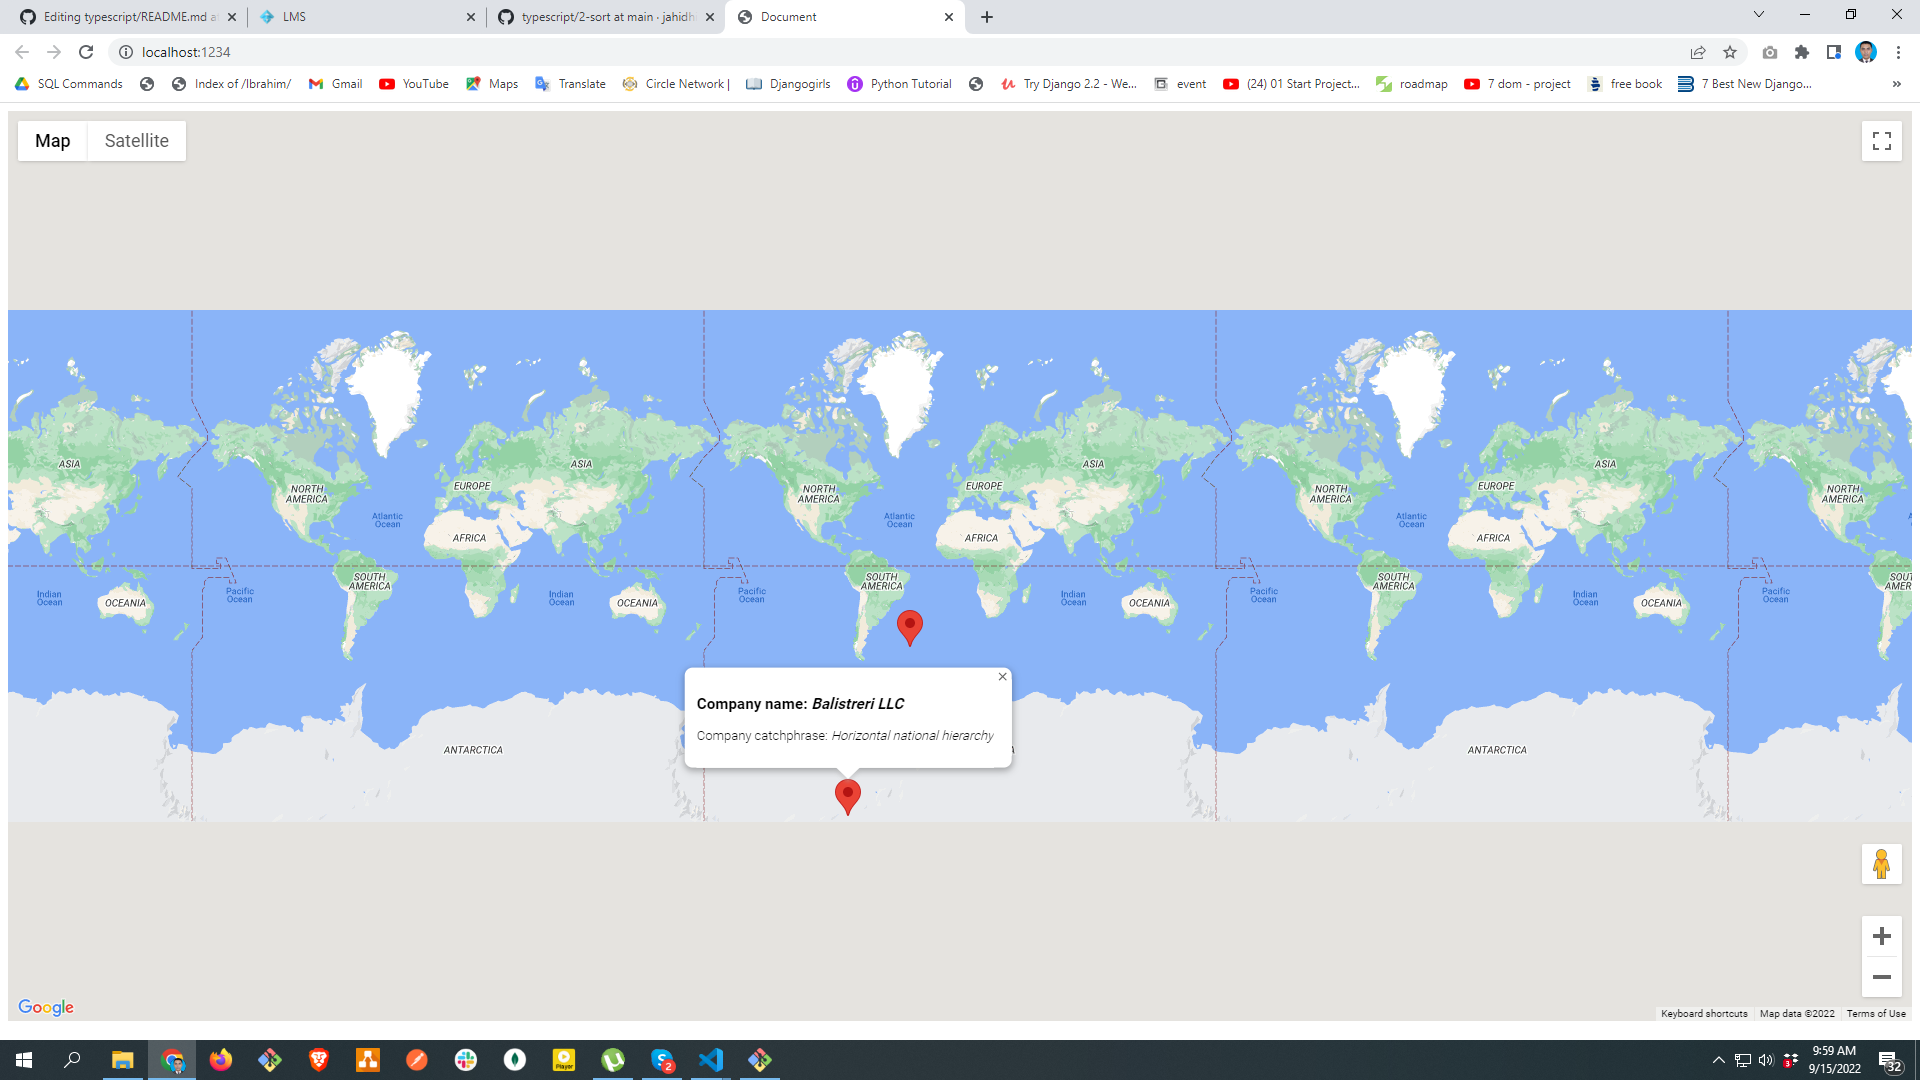 Editing typescript/README.md a
LMS
typescript/2-sort at main · jahidh
Document
localhost:1234
SQL Commands
Index of /Ibrahim/
Gmail
YouTube
Maps
Translate
Circle Network |
Djangogirls
Python Tutorial
Try Django 2.2 - We...
event
(24) 01 Start Project...
roadmap
7 dom - project
free book
7 Best New Django...
»
Map
Satellite
ASIA
NORTH
AMERICA
EUROPE
Atlantic
Ocean
AFRICA
ASIA
SOUTH
AMERICA
Indian
Ocean
OCEANIA
Pacific
Ocean
Indian
Ocean
OCEANIA
NORTH
AMERICA
EUROPE
Atlantic
Ocean
AFRICA
ASIA
SOUTH
AMERICA
Pacific
Ocean
Indian
Ocean
OCEANIA
NORTH
AMERICA
EUROPE
Atlantic
Ocean
AFRICA
ASIA
SOUTH
AMERICA
Pacific
Ocean
Indian
Ocean
OCEANIA
NORTH
AMERICA
SOUT
AMER
Pacific
Ocean
ANTARCTICA
ANTARCTICA
Company name: Balistreri LLC
Company catchphrase: Horizontal national hierarchy
Google
Keyboard shortcuts
Map data ©2022
Terms of Use
Player
2
3
9:59 AM
9/15/2022
32